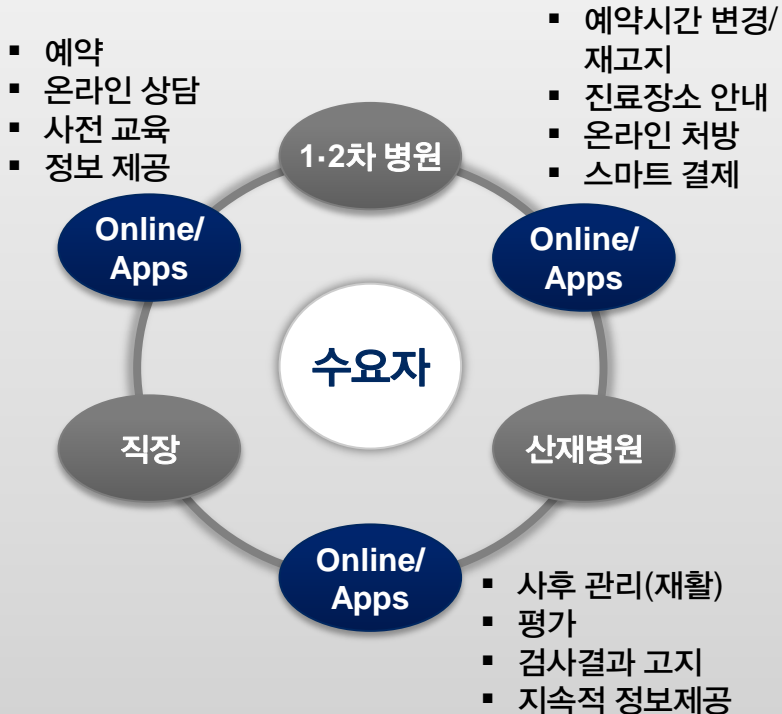 ▪ 예약
▪ 온라인 상담
▪ 사전 교육
▪ 정보 제공
▪ 예약시간 변경/
재고지
▪ 진료장소 안내
▪ 온라인 처방
▪ 스마트 결제
1·2차 병원
Online/
Apps
Online/
Apps
수요자
직장
산재병원
Online/
Apps
▪ 사후 관리(재활)
▪ 평가
▪ 검사결과 고지
▪ 지속적 정보제공